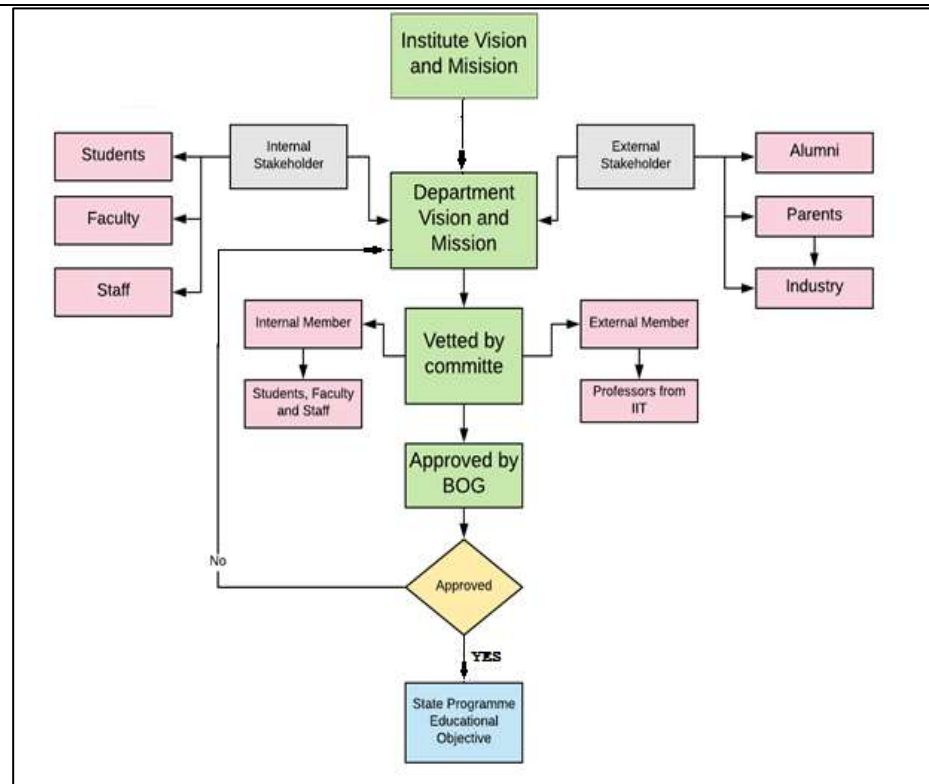 Institute Vision
and Misision
Students
Internal
Stakeholder
External
Stakeholder
Alumni
Department
Vision and
Mission
Faculty
Parents
Staff
Industry
Internal Member
Vetted by
committe
External Member
Students, Faculty
and Staff
Professors from
IIT
Approved by
BOG
No
Approved
YES
State Programme
Educational
Objective